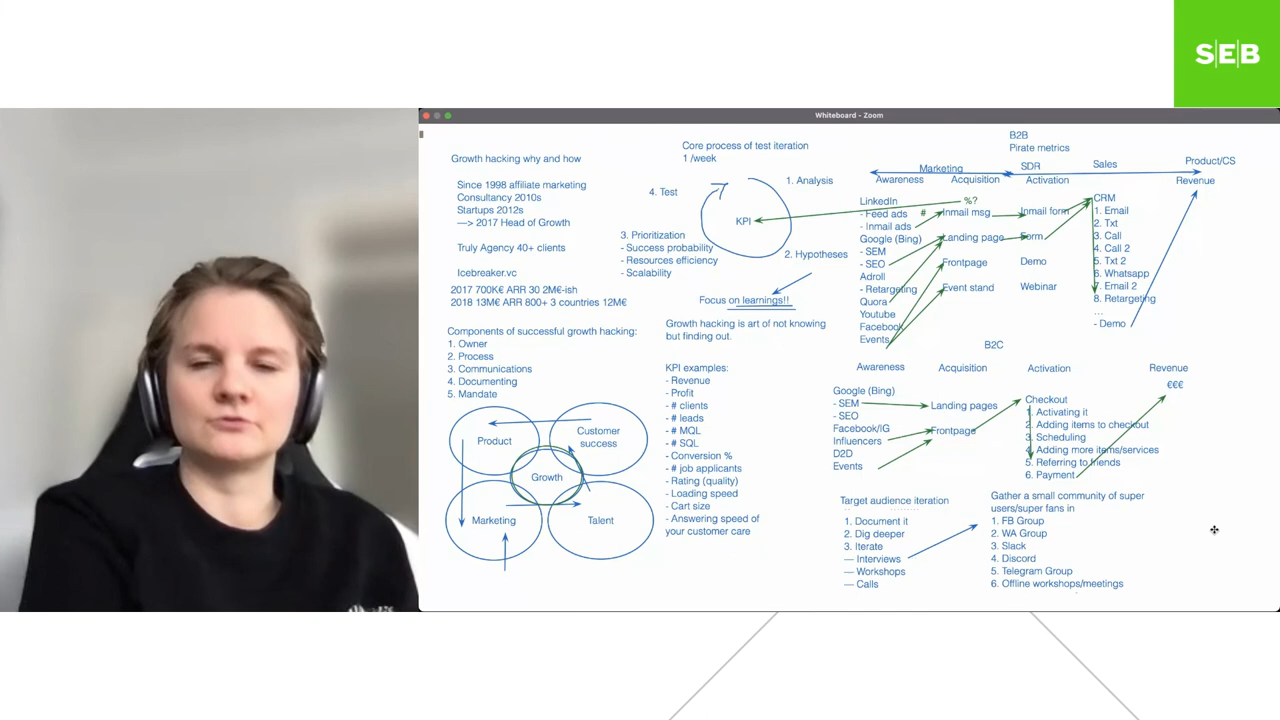 SEB
Whiteboard - Zoom
Growth hacking why and how
Since 1998 affiliate marketing
Consultancy 2010s
Startups 2012s
—> 2017 Head of Growth
Truly Agency 40+ clients
Icebreaker.vc
2017 700K€ ARR 30 2M€-ish
2018 13M€ ARR 800+ 3 countries 12M€
Components of successful growth hacking:
1. Owner
2. Process
3. Communications
4. Documenting
5. Mandate
Product
Customer
success
Growth
Marketing
Talent
Core process of test iteration
1 /week
1. Analysis
4. Test
KPI
3. Prioritization
- Success probability
- Resources efficiency
- Scalability
2. Hypotheses
Focus on learnings!!
Growth hacking is art of not knowing
but finding out.
KPI examples:
- Revenue
- Profit
- # clients
- # leads
- # MQL
- # SQL
- Conversion %
- # job applicants
- Rating (quality)
- Loading speed
- Cart size
- Answering speed of
your customer care
B2B
Pirate metrics
Marketing
SDR
Sales
Product/CS
Awareness
Acquisition
Activation
Revenue
LinkedIn
- Feed ads #
- Inmail ads
Google (Bing)
- SEM
- SEO
Adroll
- Retargeting
Quora
Youtube
Facebook
Events
%?
Inmail msg
Landing page
Frontpage
Event stand
Inmail form
Form
Demo
Webinar
CRM
1. Email
2. Txt
3. Call
4. Call 2
5. Txt 2
6. Whatsapp
7. Email 2
8. Retargeting
...
- Demo
B2C
Awareness
Acquisition
Activation
Revenue
€€€
Google (Bing)
- SEM
- SEO
Facebook/IG
Influencers
D2D
Events
Landing pages
Frontpage
Checkout
1. Activating it
2. Adding items to checkout
3. Scheduling
4. Adding more items/services
5. Referring to friends
6. Payment
Target audience iteration
1. Document it
2. Dig deeper
3. Iterate
— Interviews
— Workshops
— Calls
Gather a small community of super
users/super fans in
1. FB Group
2. WA Group
3. Slack
4. Discord
5. Telegram Group
6. Offline workshops/meetings